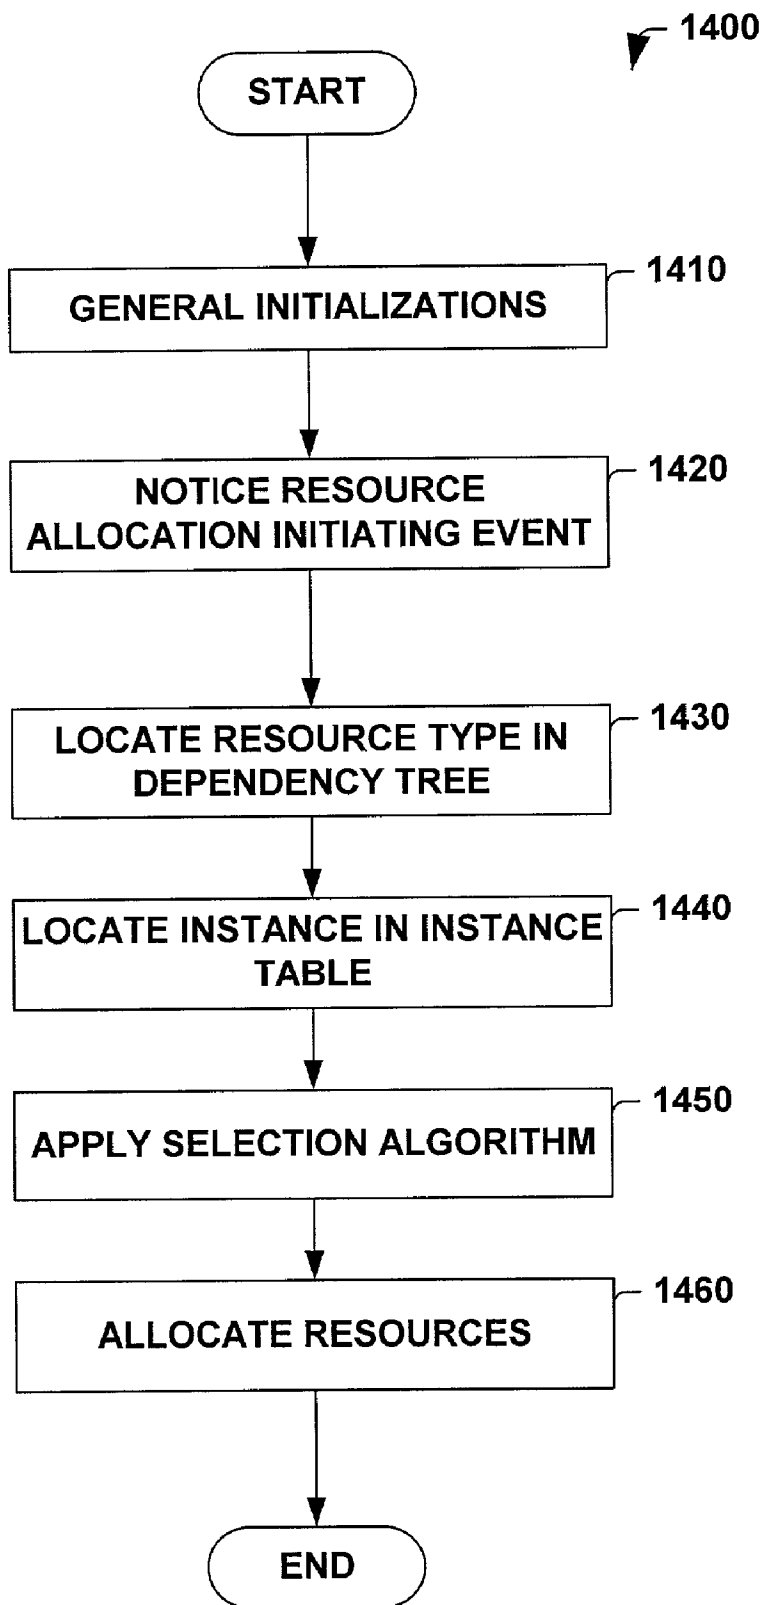 1400
START
1410
GENERAL INITIALIZATIONS
1420
NOTICE RESOURCE
ALLOCATION INITIATING EVENT
1430
LOCATE RESOURCE TYPE IN
DEPENDENCY TREE
1440
LOCATE INSTANCE IN INSTANCE
TABLE
1450
APPLY SELECTION ALGORITHM
1460
ALLOCATE RESOURCES
END